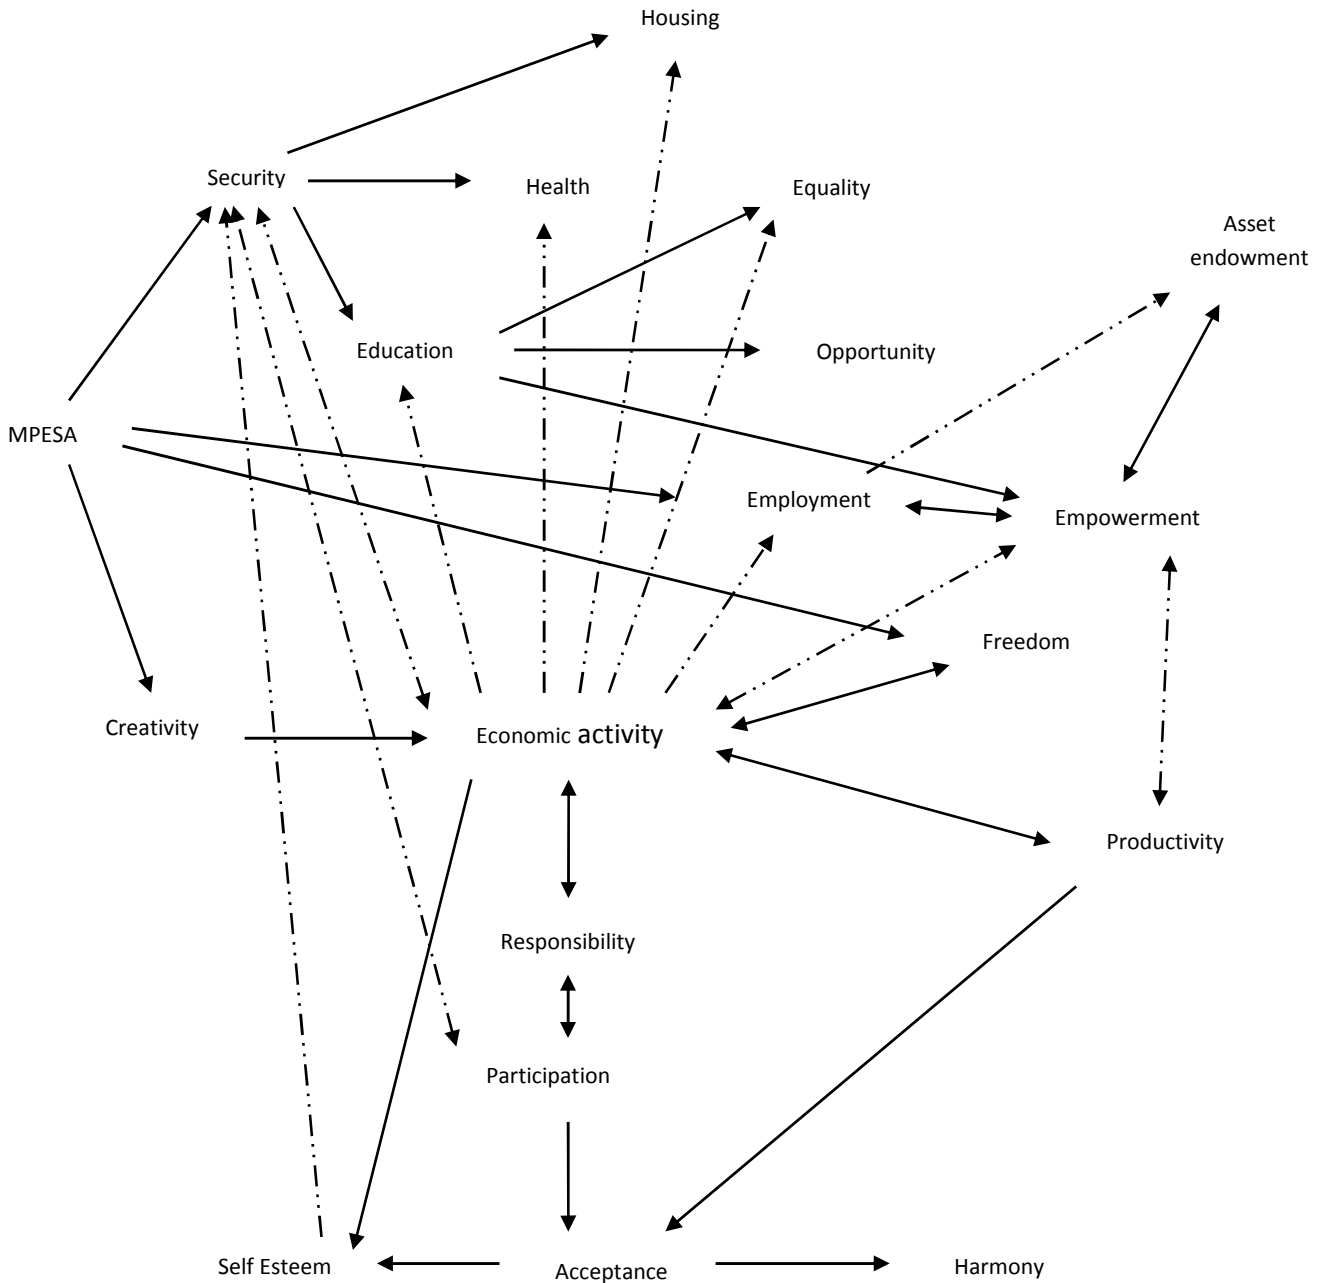 Housing
Security
Health
Equality
Asset
endowment
Education
Opportunity
MPESA
Employment
Empowerment
Freedom
Creativity
Economic activity
Productivity
Responsibility
Participation
Self Esteem
Acceptance
Harmony